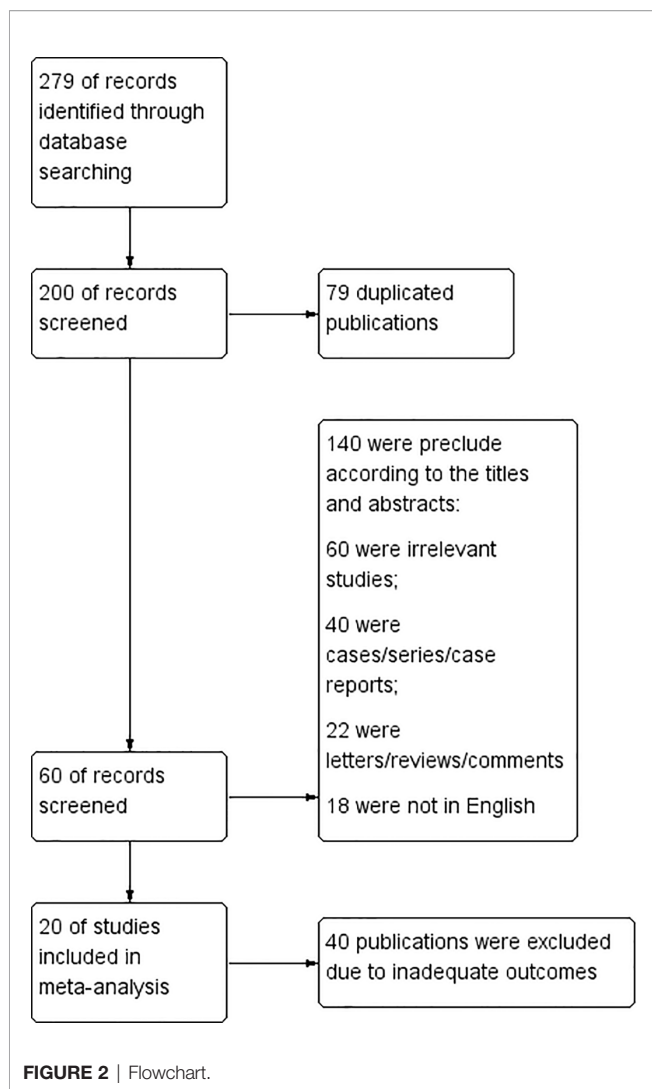 279 of records
identified through
database
searching
200 of records
screened
79 duplicated
publications
140 were preclude
according to the titles
and abstracts:
60 were irrelevant
studies;
40 were
cases/series/case
reports;
22 were
letters/reviews/comments
18 were not in English
60 of records
screened
20 of studies
included in
meta-analysis
40 publications were excluded
due to inadequate outcomes
FIGURE 2 | Flowchart.